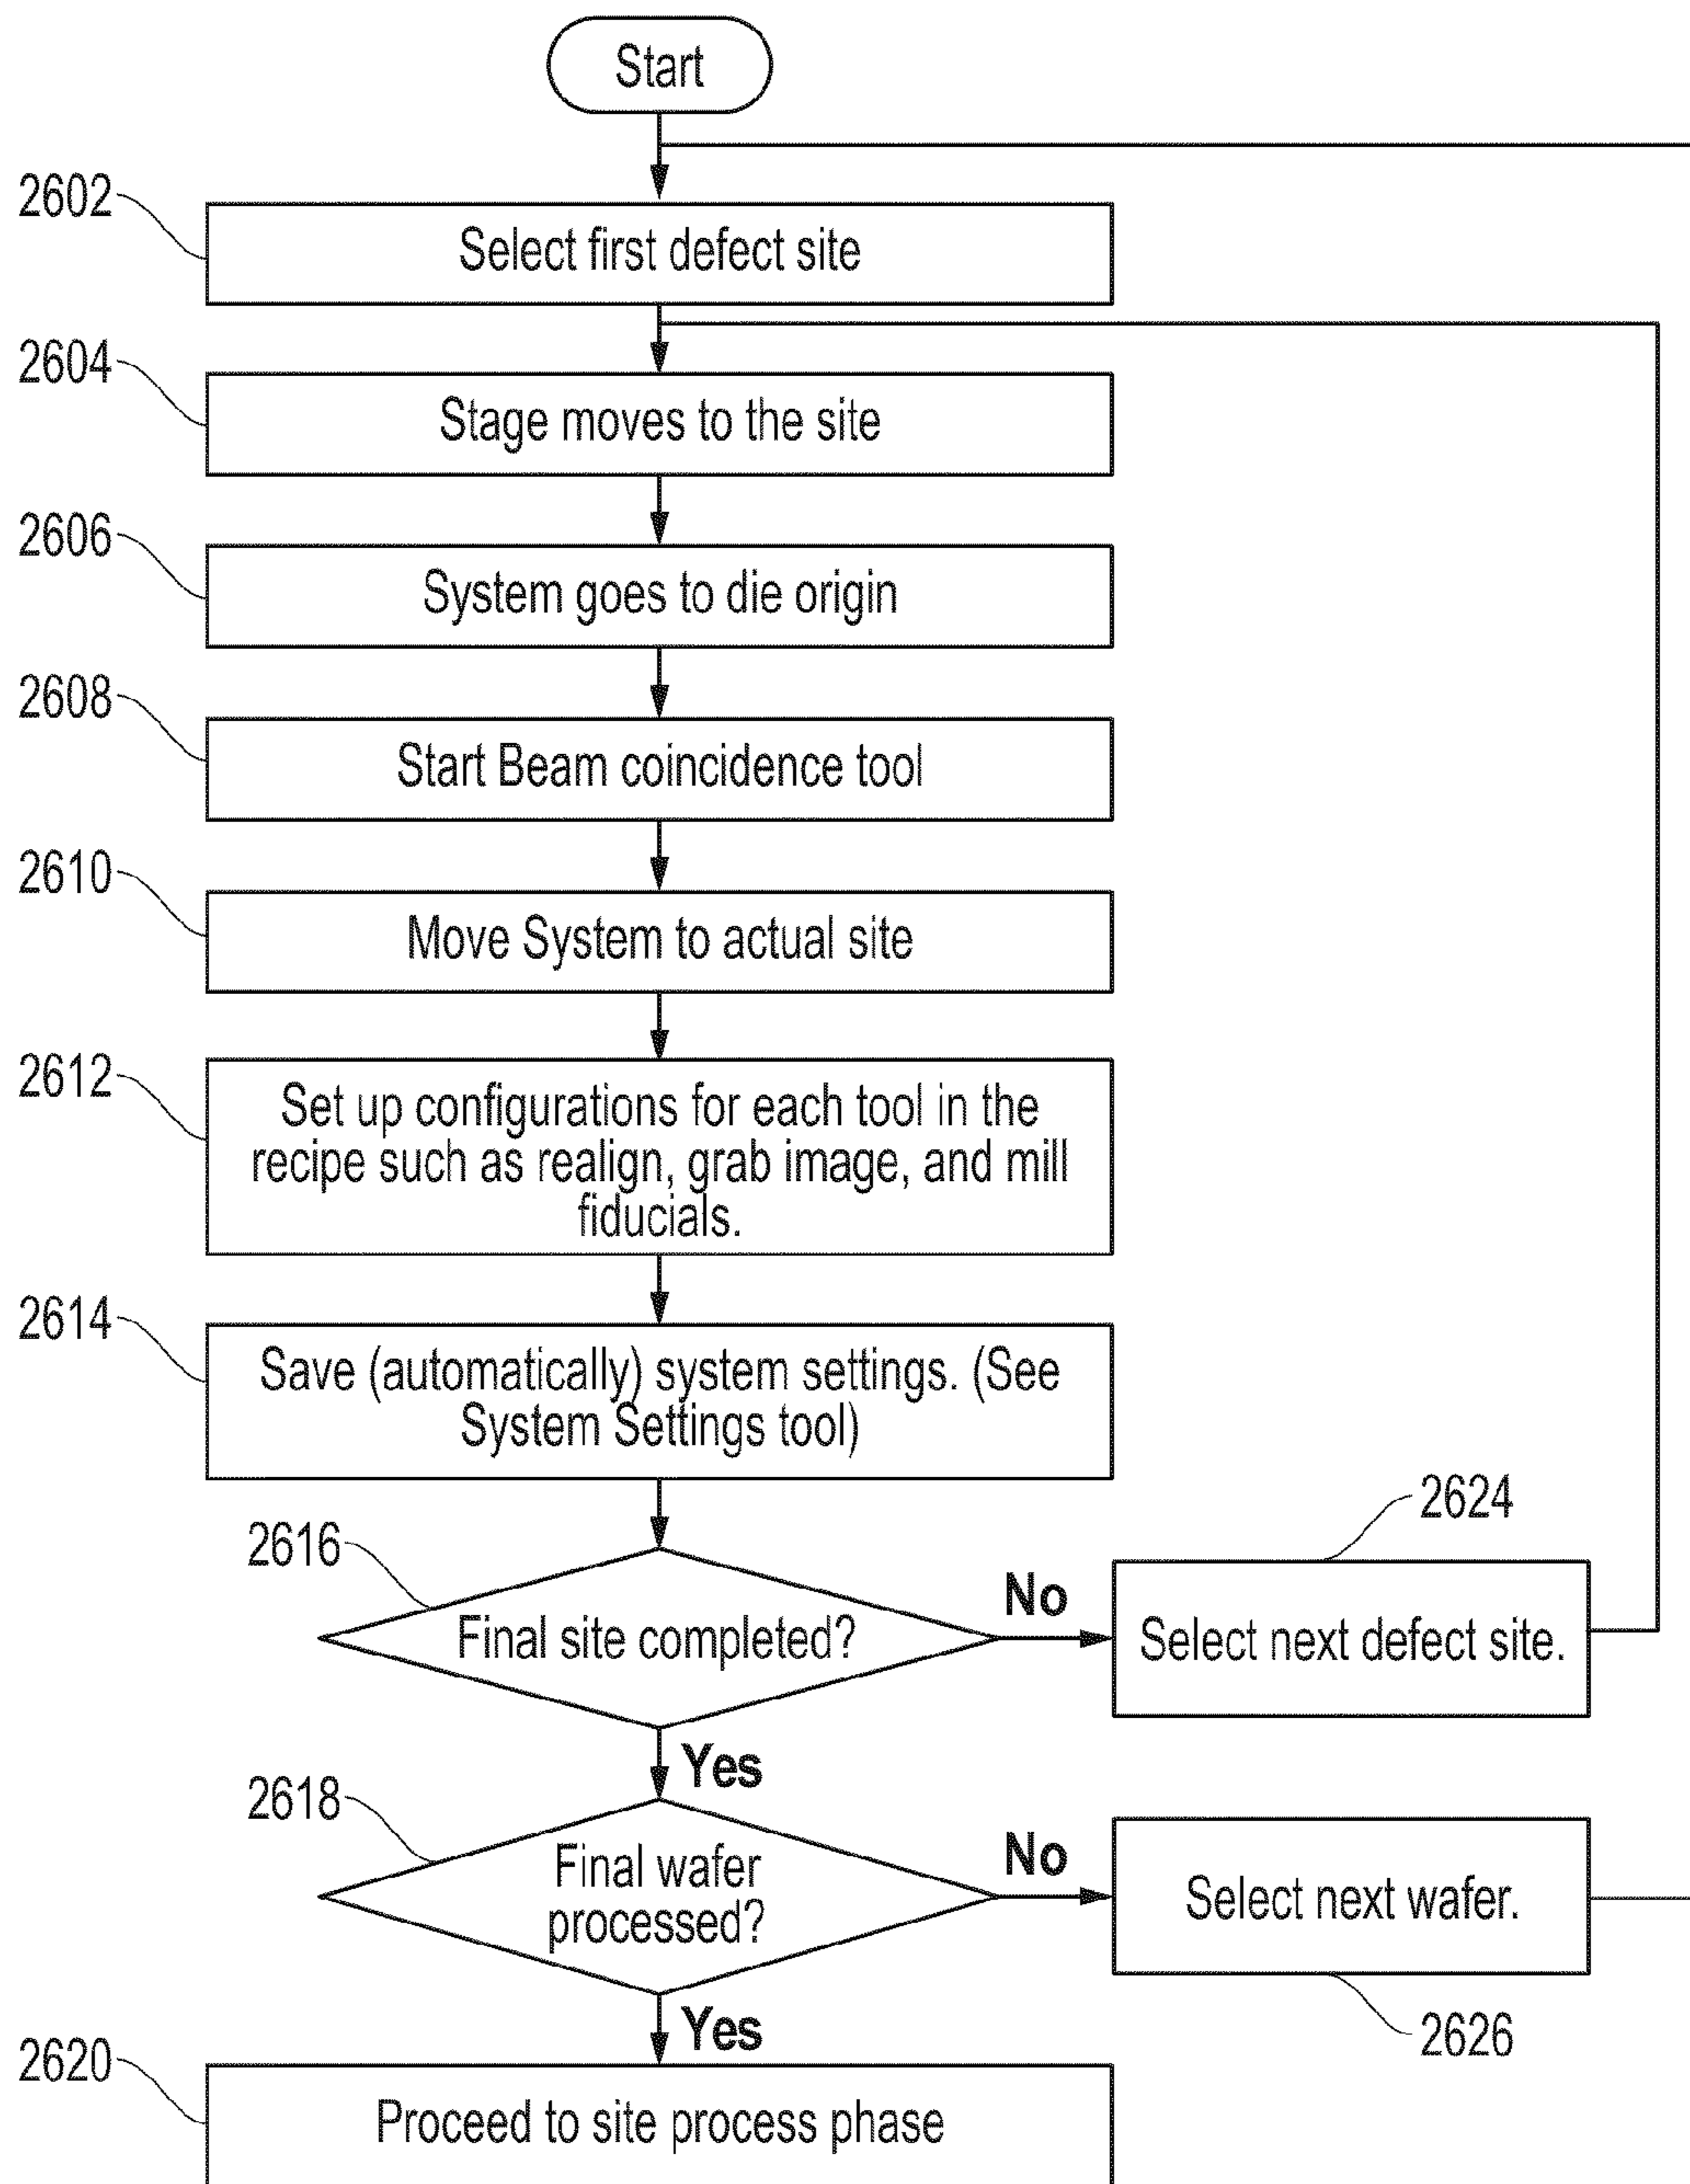 Start
2602
Select first defect site
2604
Stage moves to the site
2606
System goes to die origin
2608
Start Beam coincidence tool
2610
Move System to actual site
2612
Set up configurations for each tool in the
recipe such as realign, grab image, and mill
fiducials.
2614
Save (automatically) system settings. (See
System Settings tool)
2616
Final site completed?
No
2624
Select next defect site.
Yes
2618
Final wafer
processed?
No
Select next wafer.
2626
Yes
2620
Proceed to site process phase